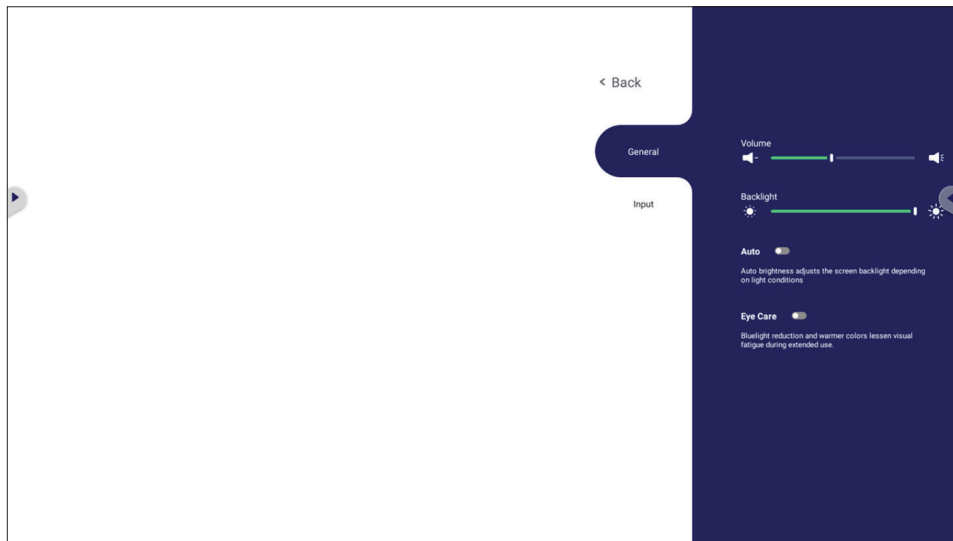 Back
General
Input
Volume
Backlight
Auto
Auto brightness adjusts the screen backlight depending
on light conditions
Eye Care
Bluelight reduction and warmer colors lessen visual
fatigue during extended use.